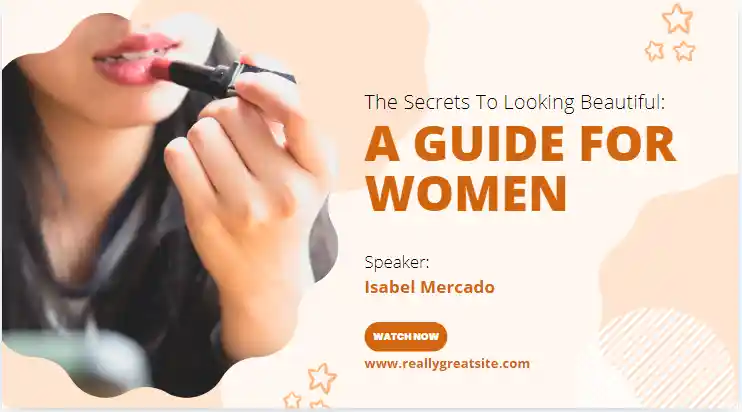 The Secrets To Looking Beautiful:
A GUIDE FOR
WOMEN
Speaker:
Isabel Mercado
WATCH NOW
www.reallygreatsite.com